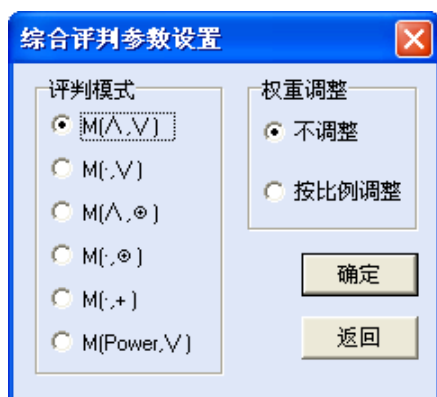 综合评判参数设置
评判模式
M(∧,∨)
M(·,∨)
M(∧,⊕)
M(·,⊕)
M(·,+)
M(Power,∨)
权重调整
不调整
按比例调整
确定
返回